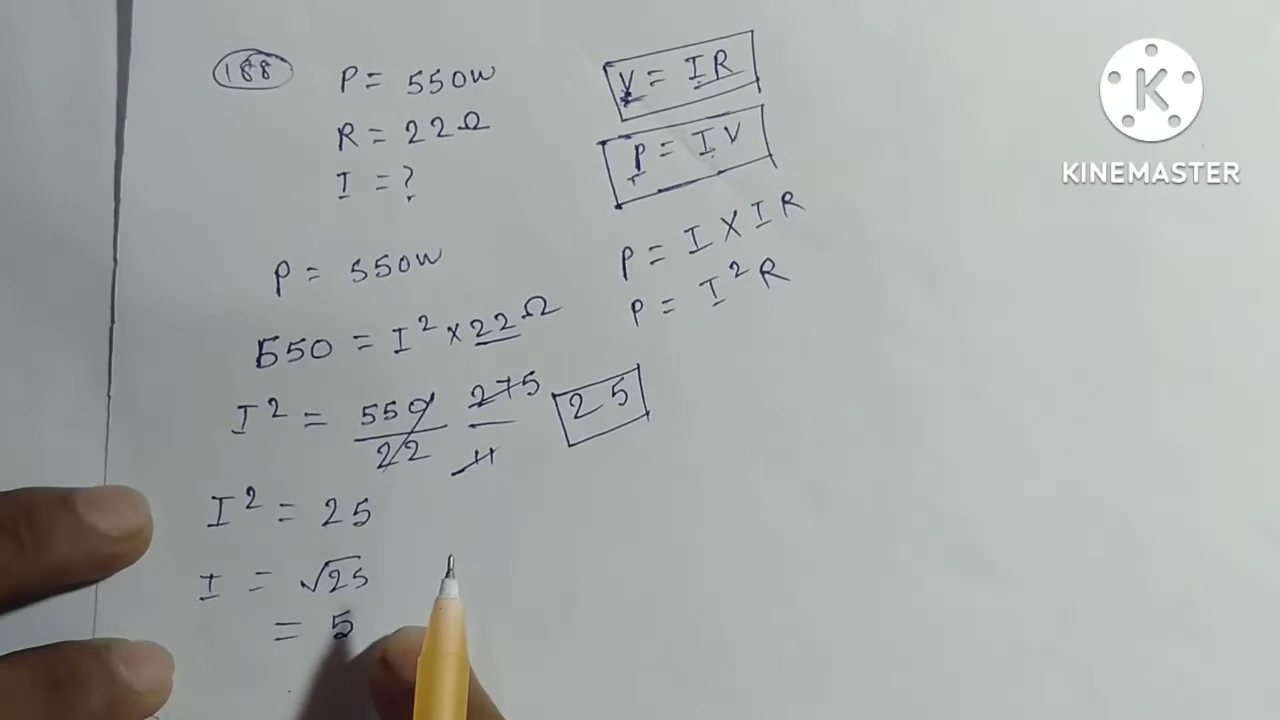 188
P = 550W
R = 22Ω
I = ?
V = IR
P = IV
P = I X I R
P = I²R
P = 550W
550 = I² × 22Ω
I² = 550/22 275/11 25
I² = 25
I = √25
= 5
K
KINEMASTER